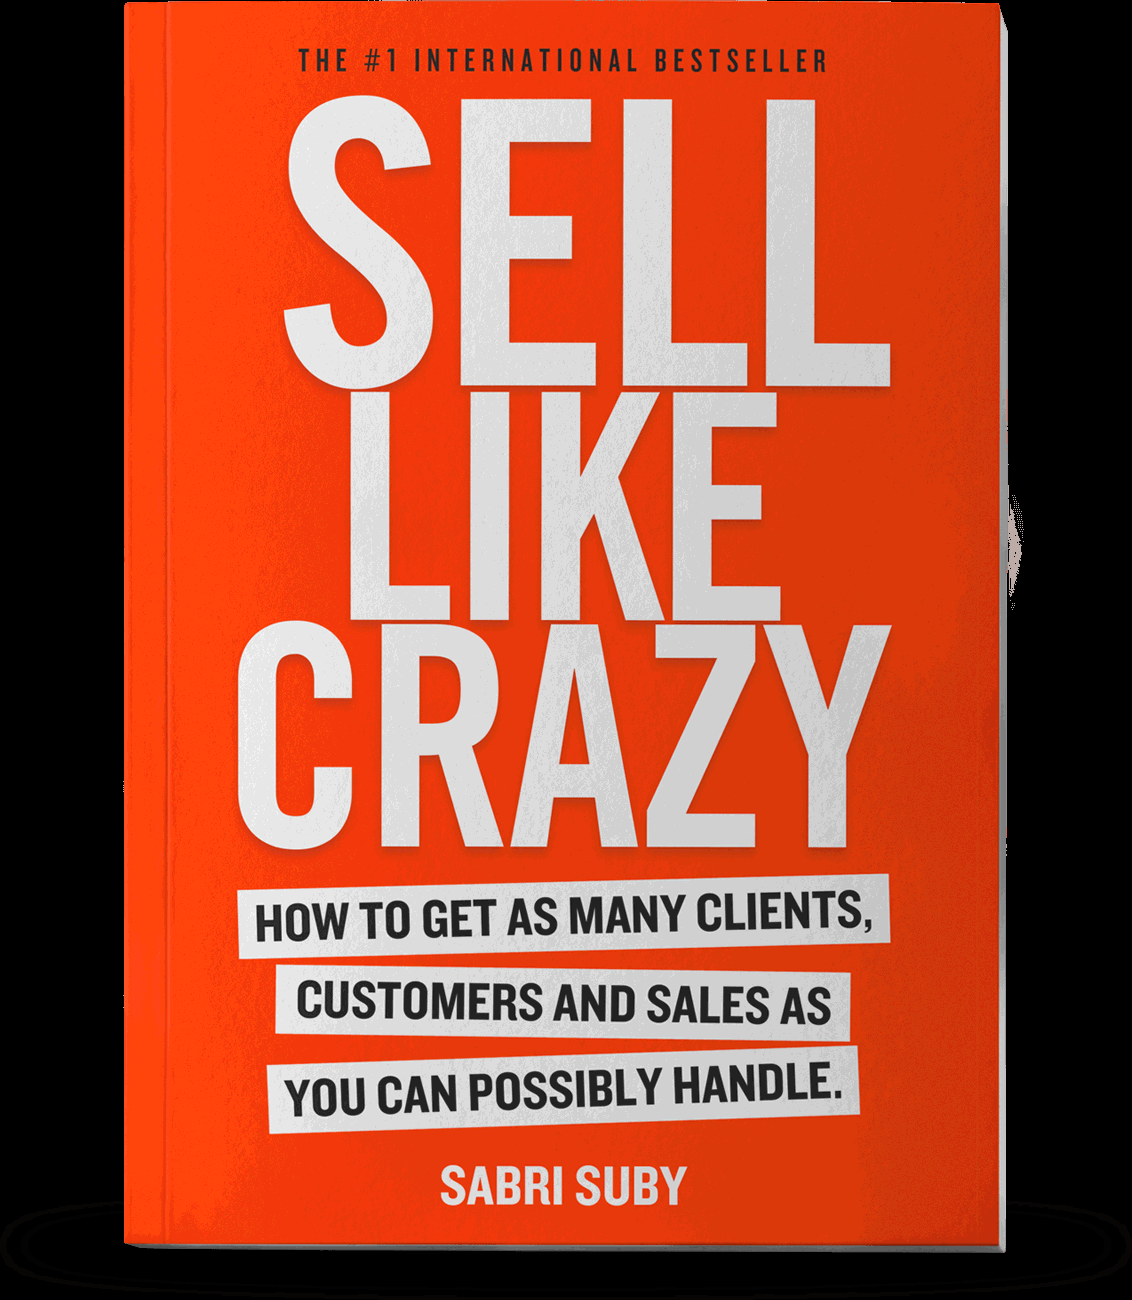 THE #1 INTERNATIONAL BESTSELLER
SELL
LIKE
CRAZY
HOW TO GET AS MANY CLIENTS,
CUSTOMERS AND SALES AS
YOU CAN POSSIBLY HANDLE.
SABRI SUBY